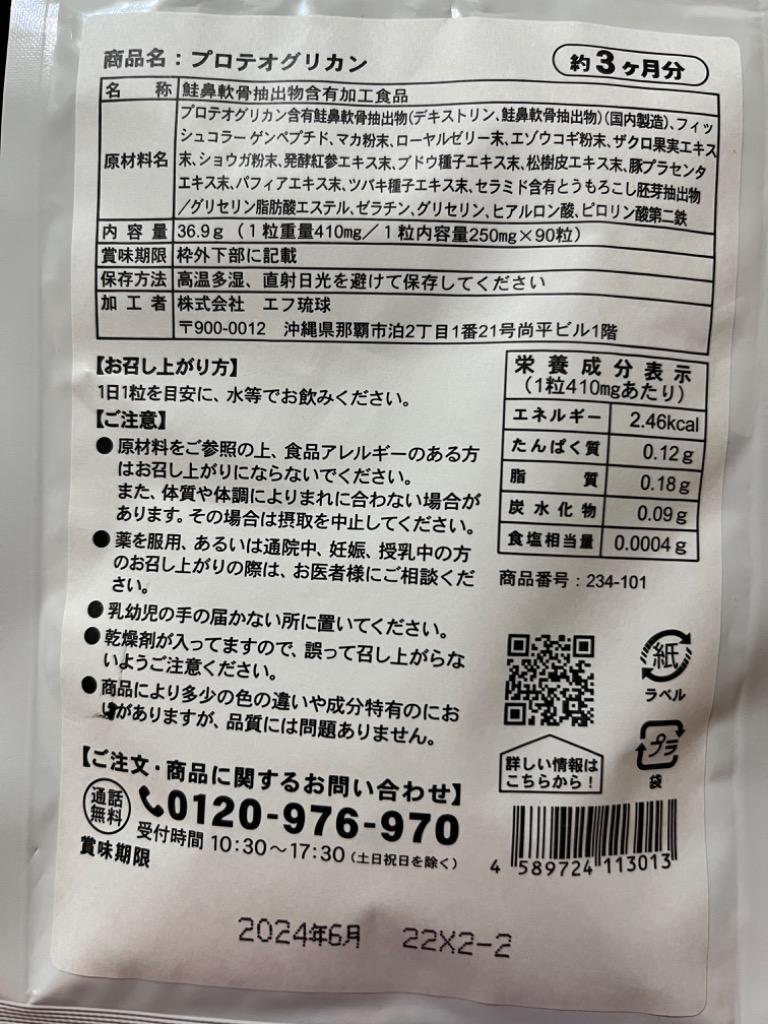 商品名：プロテオグリカン
約3ヶ月分
名称 鮭鼻軟骨抽出物含有加工食品
原材料名 プロテオグリカン含有鮭鼻軟骨抽出物(デキストリン、鮭鼻軟骨抽出物)(国内製造)、フィッ
シュコラーゲンペプチド、マカ粉末、ローヤルゼリー末、エゾウコギ粉末、ザクロ果実エキス
末、ショウガ粉末、発酵紅参エキス末、ブドウ種子エキス末、松樹皮エキス末、豚プラセンタ
エキス末、パフィアエキス末、ツバキ種子エキス末、セラミド含有とうもろこし胚芽抽出物
／グリセリン脂肪酸エステル、ゼラチン、グリセリン、ヒアルロン酸、ピロリン酸第二鉄
内容量 36.9g（1粒重量410mg／1粒内容量250mg×90粒）
賞味期限 枠外下部に記載
保存方法 高温多湿、直射日光を避けて保存してください
加工者 株式会社 エフ琉球
〒900-0012 沖縄県那覇市泊2丁目1番21号尚平ビル1階
【お召し上がり方】
1日1粒を目安に、水等でお飲みください。
【ご注意】
●原材料をご参照の上、食品アレルギーのある方
はお召し上がりにならないでください。
また、体質や体調によりまれに合わない場合が
あります。その場合は摂取を中止してください。
●薬を服用、あるいは通院中、妊娠、授乳中の方
のお召し上がりの際は、お医者様にご相談くだ
さい。
●乳幼児の手の届かない所に置いてください。
●乾燥剤が入ってますので、誤って召し上がらな
いようご注意ください。
●商品により多少の色の違いや成分特有のにお
いがありますが、品質には問題ありません。
栄養成分表示
（1粒410mgあたり）
エネルギー 2.46kcal
たんぱく質 0.12g
脂質 0.18g
炭水化物 0.09g
食塩相当量 0.0004g
商品番号：234-101
紙
ラベル
プラ
袋
詳しい情報は
こちらから！
4 589724 113013
【ご注文・商品に関するお問い合わせ】
通話
無料
0120-976-970
受付時間 10:30～17:30（土日祝日を除く）
賞味期限
2024年6月 22X2-2